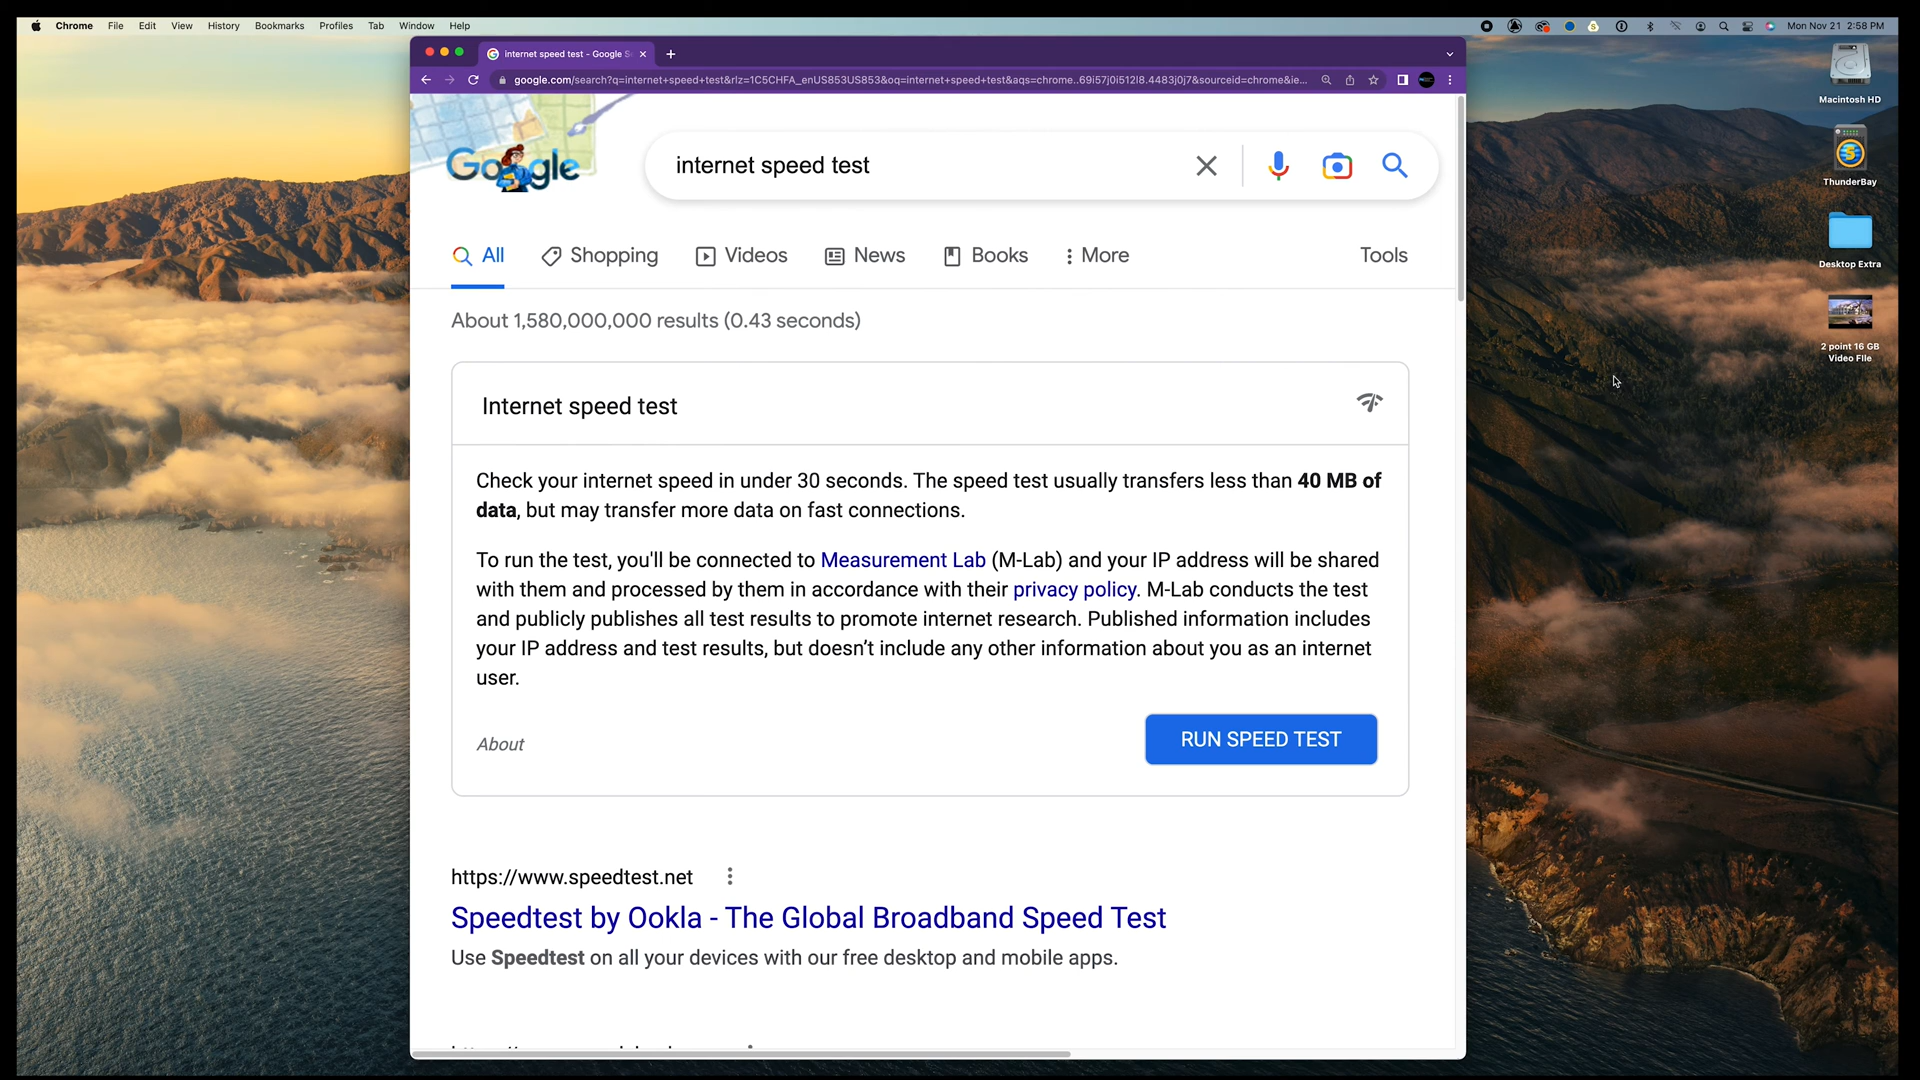 Chrome File Edit View History Bookmarks Profiles Tab Window Help
Mon Nov 21 2:58 PM
internet speed test - Google S
google.com/search?q=internet+speed+test&rlz=1C5CHFA_enUS853US853&oq=internet+speed+test&aqs=chrome..69i57j0i512l8.4483j0j7&sourceid=chrome&ie...
Macintosh HD
ThunderBay
Desktop Extra
2 point 16 GB
Video FIle
Google
internet speed test
All Shopping Videos News Books More Tools
About 1,580,000,000 results (0.43 seconds)
Internet speed test
Check your internet speed in under 30 seconds. The speed test usually transfers less than 40 MB of
data, but may transfer more data on fast connections.
To run the test, you'll be connected to Measurement Lab (M-Lab) and your IP address will be shared
with them and processed by them in accordance with their privacy policy. M-Lab conducts the test
and publicly publishes all test results to promote internet research. Published information includes
your IP address and test results, but doesn’t include any other information about you as an internet
user.
About
RUN SPEED TEST
https://www.speedtest.net
Speedtest by Ookla - The Global Broadband Speed Test
Use Speedtest on all your devices with our free desktop and mobile apps.